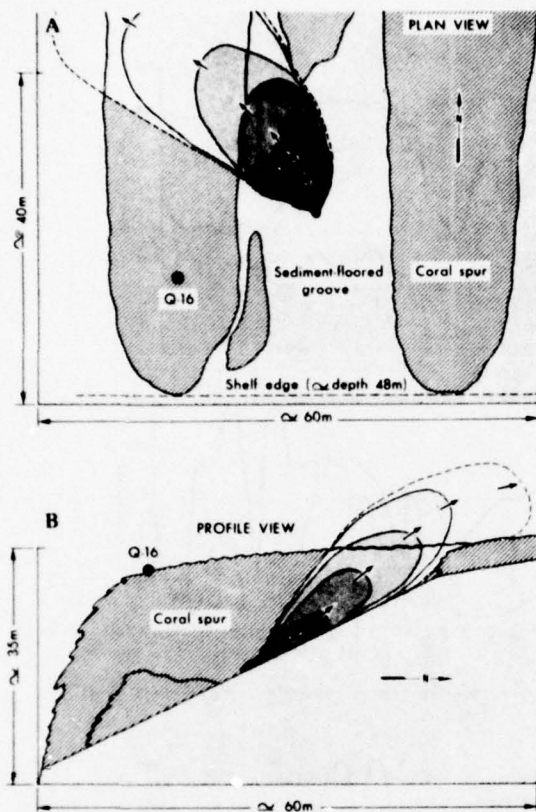 A
PLAN VIEW
N
∝ 40m
Q-16
Sediment-floored
groove
Coral spur
Shelf edge (∝ depth 48m)
∝ 60m
B
PROFILE VIEW
Q-16
Coral spur
∝ 35m
N
∝ 60m